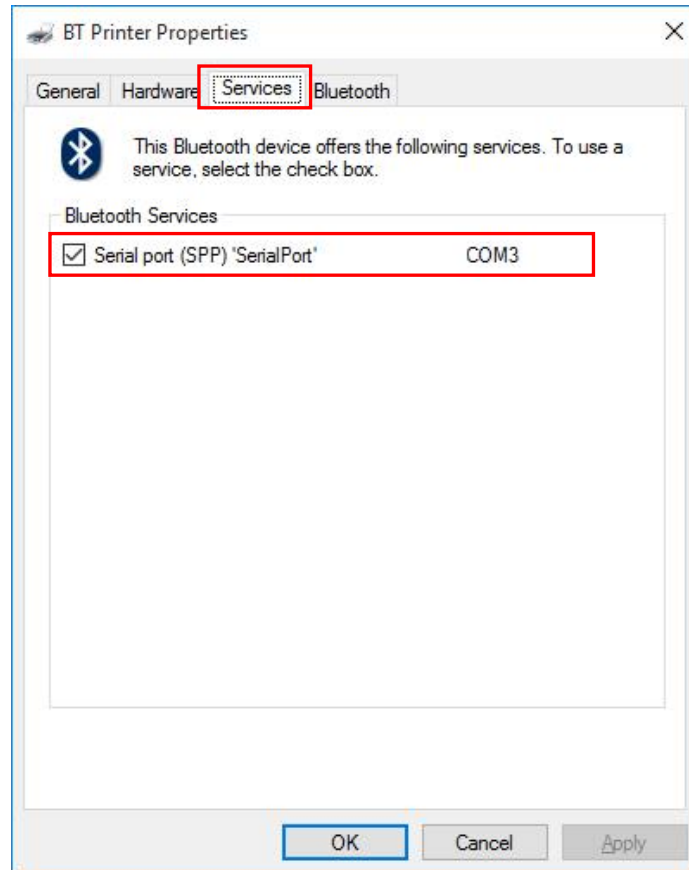 BT Printer Properties
General Hardware Services Bluetooth
This Bluetooth device offers the following services. To use a
service, select the check box.
Bluetooth Services
Serial port (SPP) 'SerialPort' COM3
OK Cancel Apply